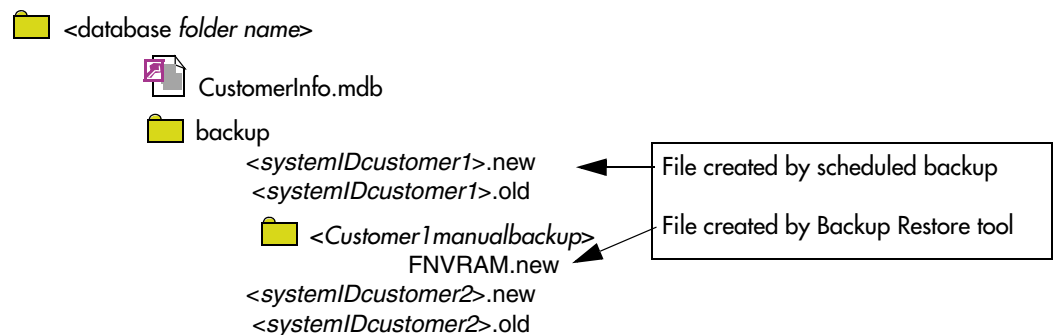 <database folder name>
CustomerInfo.mdb
backup
<systemIDcustomer1>.new
File created by scheduled backup
<systemIDcustomer1>.old
<Customer1manualbackup>
File created by Backup Restore tool
FNVRAM.new
<systemIDcustomer2>.new
<systemIDcustomer2>.old